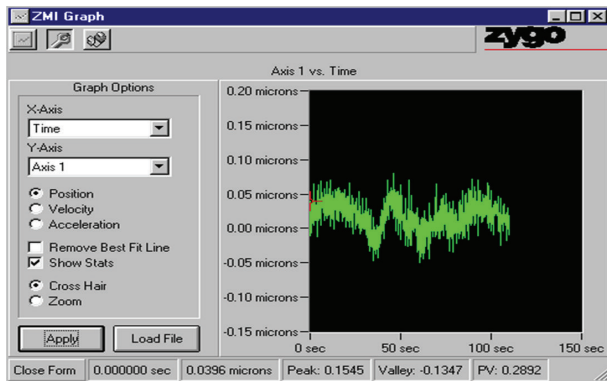 ZMI Graph
zygo
Axis 1 vs. Time
Graph Options
X-Axis
Time
Y-Axis
Axis 1
Position
Velocity
Acceleration
Remove Best Fit Line
Show Stats
Cross Hair
Zoom
Apply
Load File
0.20 microns
0.15 microns
0.10 microns
0.05 microns
0.00 microns
-0.05 microns
-0.10 microns
-0.15 microns
0 sec
50 sec
100 sec
150 sec
Close Form
0.000000 sec
0.0396 microns
Peak: 0.1545
Valley: -0.1347
PV: 0.2892